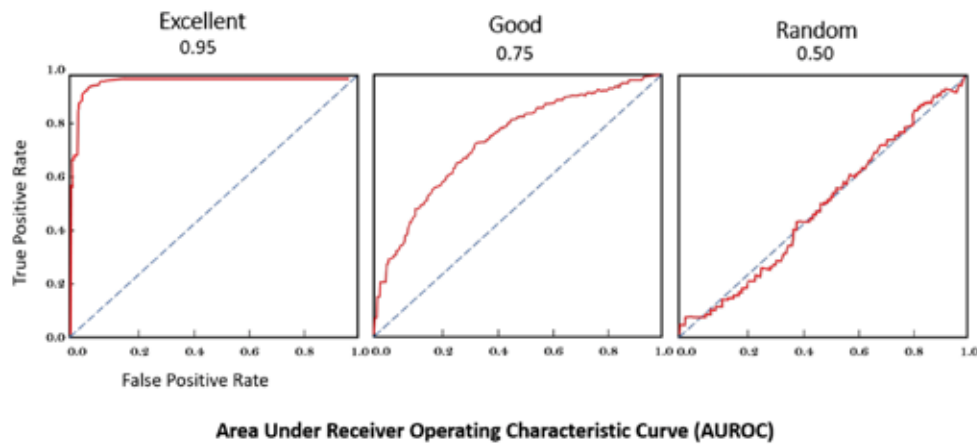 Excellent
0.95
Good
0.75
Random
0.50
True Positive Rate
1.0
0.8
0.6
0.4
0.2
0.0
0.0 0.2 0.4 0.6 0.8 1.0
0.0 0.2 0.4 0.6 0.8 1.0
0.0 0.2 0.4 0.6 0.8 1.0
False Positive Rate
Area Under Receiver Operating Characteristic Curve (AUROC)